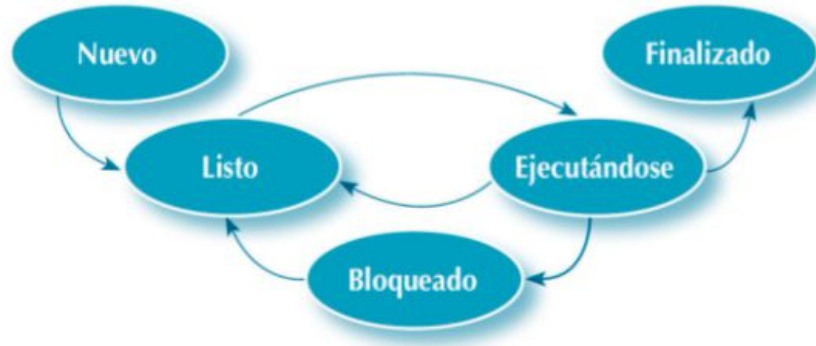 Nuevo
Finalizado
Listo
Ejecutándose
Bloqueado